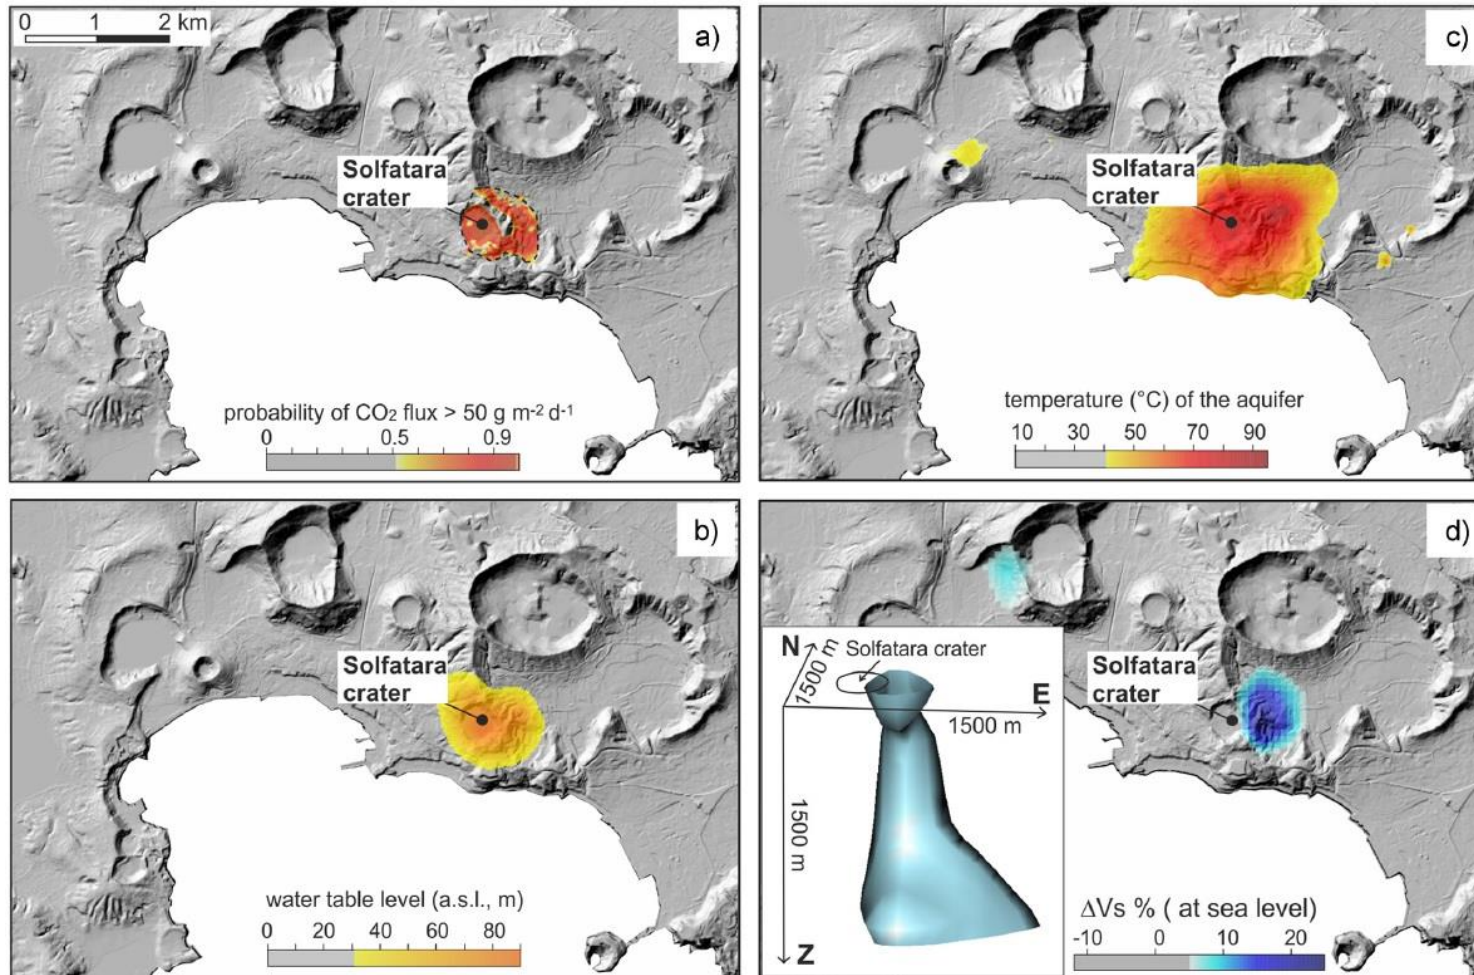 0 1 2 km
a)
Solfatara
crater
probability of CO₂ flux > 50 g m⁻² d⁻¹
0 0.5 0.9
c)
Solfatara
crater
temperature (°C) of the aquifer
10 30 50 70 90
b)
Solfatara
crater
water table level (a.s.l., m)
0 20 40 60 80
d)
Solfatara
crater
N
1500 m
Solfatara crater
E
1500 m
1500 m
Z
ΔVs % ( at sea level)
-10 0 10 20